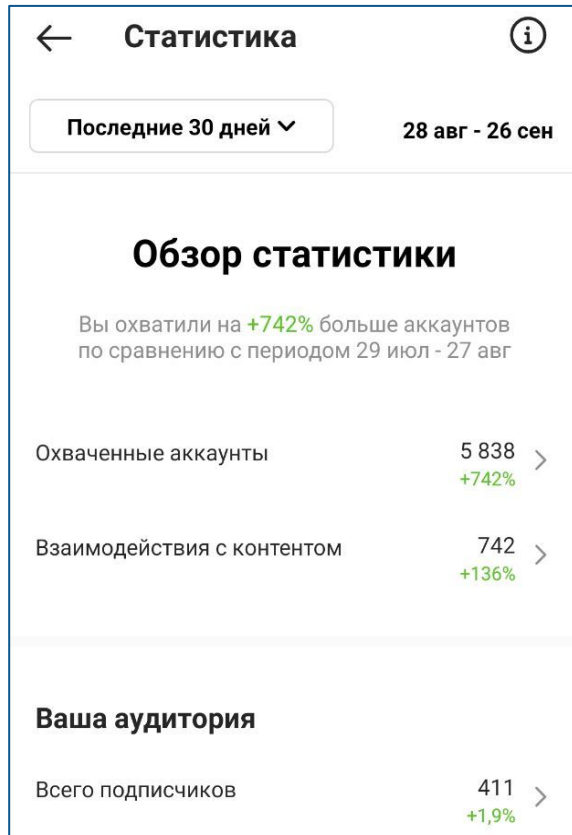 Статистика
Последние 30 дней
28 авг - 26 сен
Обзор статистики
Вы охватили на +742% больше аккаунтов
по сравнению с периодом 29 июл - 27 авг
Охваченные аккаунты
5 838
+742%
Взаимодействия с контентом
742
+136%
Ваша аудитория
Всего подписчиков
411
+1,9%